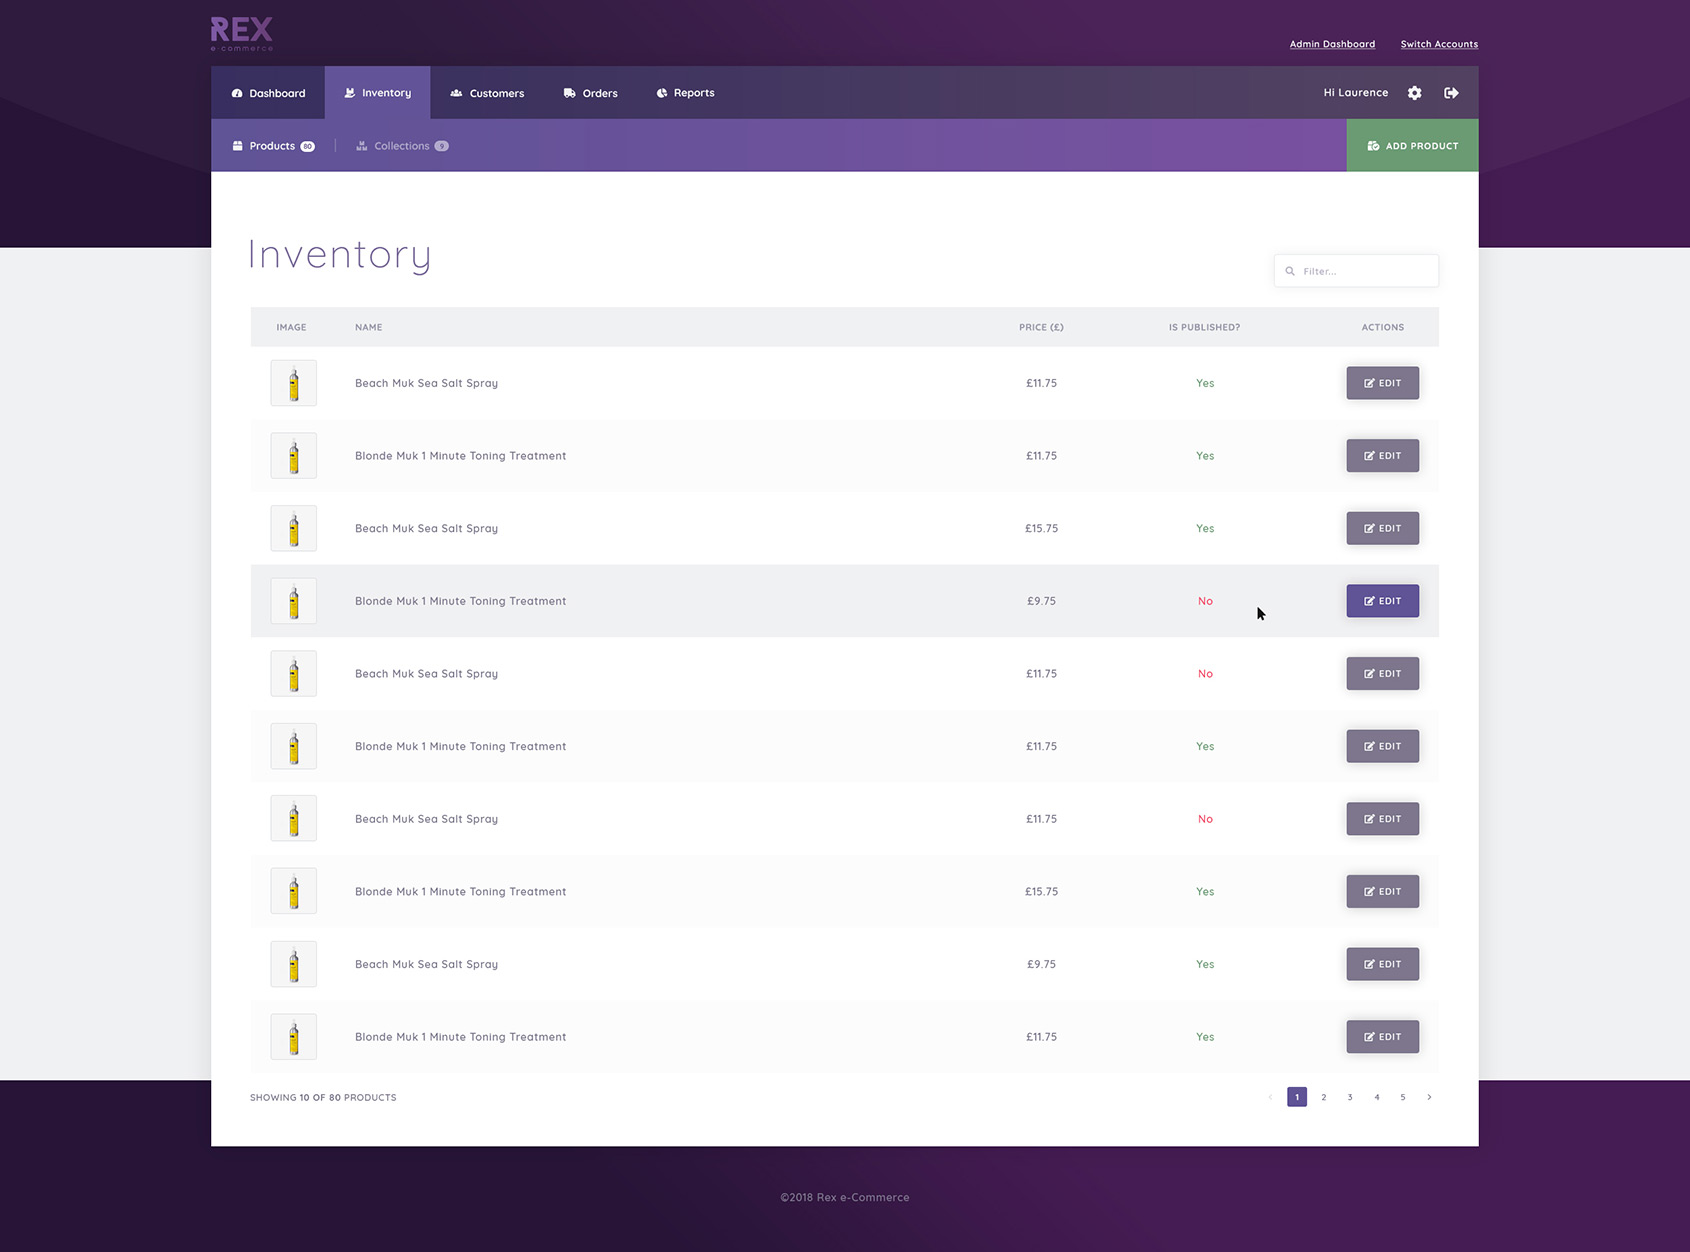 REX
e-commerce
Admin Dashboard
Switch Accounts
Dashboard
Inventory
Customers
Orders
Reports
Hi Laurence
Products 80
Collections 9
ADD PRODUCT
Inventory
Filter...
IMAGE NAME PRICE (£) IS PUBLISHED? ACTIONS
Beach Muk Sea Salt Spray £11.75 Yes EDIT
Blonde Muk 1 Minute Toning Treatment £11.75 Yes EDIT
Beach Muk Sea Salt Spray £15.75 Yes EDIT
Blonde Muk 1 Minute Toning Treatment £9.75 No EDIT
Beach Muk Sea Salt Spray £11.75 No EDIT
Blonde Muk 1 Minute Toning Treatment £11.75 Yes EDIT
Beach Muk Sea Salt Spray £11.75 No EDIT
Blonde Muk 1 Minute Toning Treatment £15.75 Yes EDIT
Beach Muk Sea Salt Spray £9.75 Yes EDIT
Blonde Muk 1 Minute Toning Treatment £11.75 Yes EDIT
SHOWING 10 OF 80 PRODUCTS
1 2 3 4 5
©2018 Rex e-Commerce